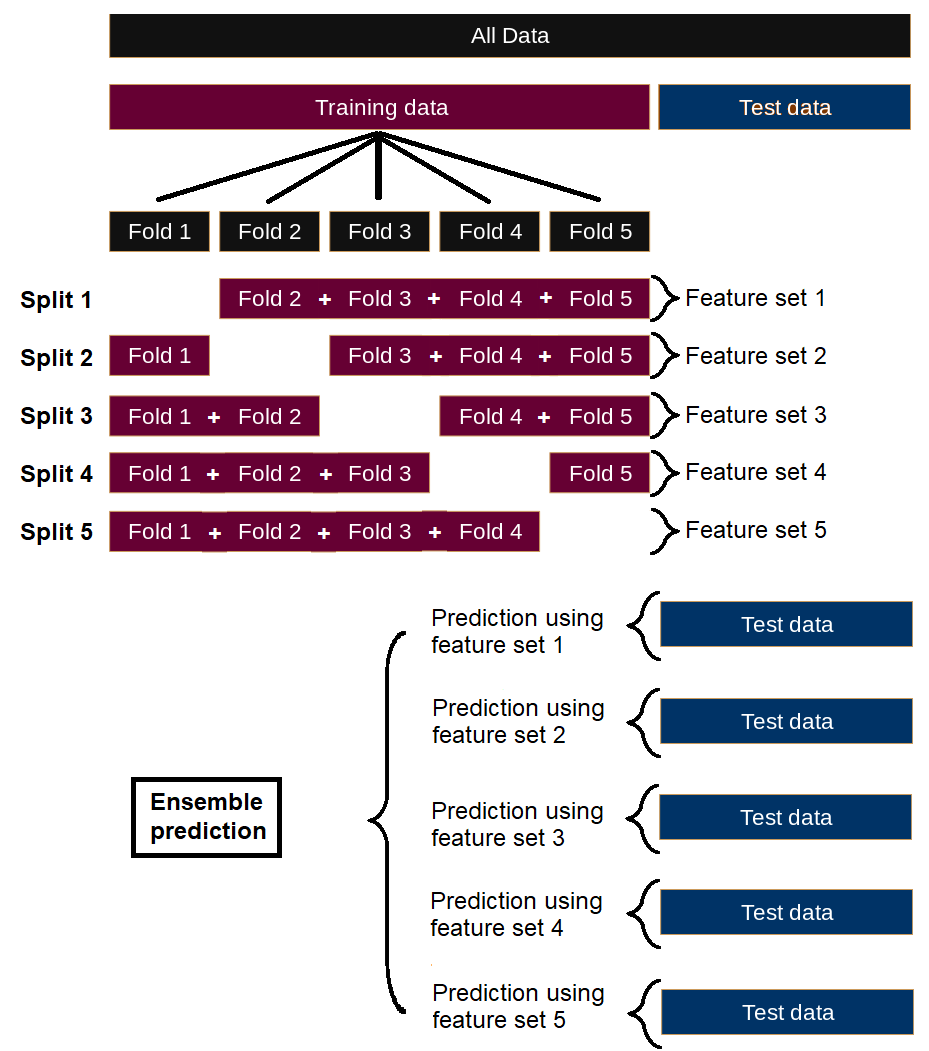 All Data
Training data Test data
Fold 1 Fold 2 Fold 3 Fold 4 Fold 5
Split 1 Fold 2 + Fold 3 + Fold 4 + Fold 5 Feature set 1
Split 2 Fold 1 Fold 3 + Fold 4 + Fold 5 Feature set 2
Split 3 Fold 1 + Fold 2 Fold 4 + Fold 5 Feature set 3
Split 4 Fold 1 + Fold 2 + Fold 3 Fold 5 Feature set 4
Split 5 Fold 1 + Fold 2 + Fold 3 + Fold 4 Feature set 5
Prediction using
feature set 1
Test data
Prediction using
feature set 2
Test data
Ensemble
prediction
Prediction using
feature set 3
Test data
Prediction using
feature set 4
Test data
Prediction using
feature set 5
Test data